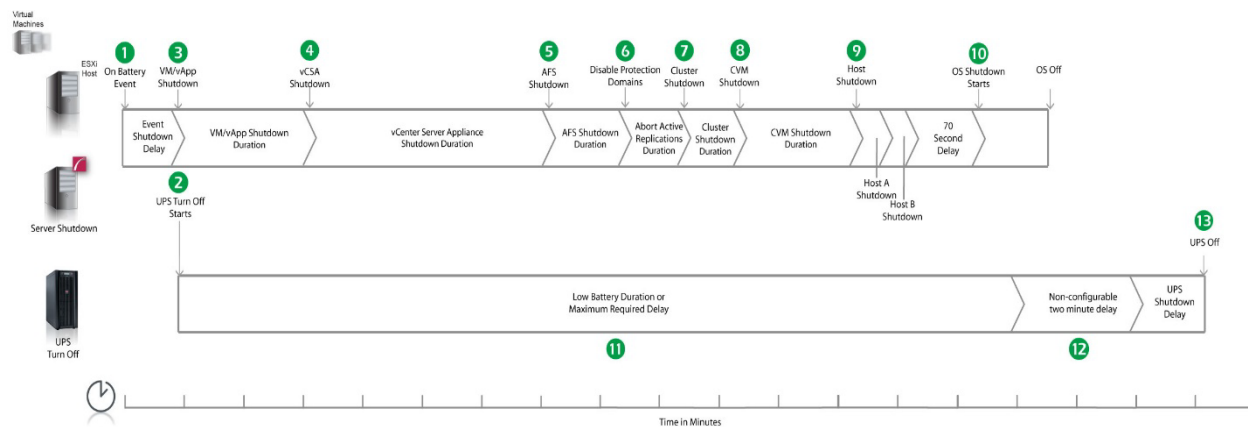 Virtual
Machines
ESXi
Host
1
On Battery
Event
3
VM/vApp
Shutdown
4
vCSA
Shutdown
5
AFS
Shutdown
6
Disable Protection
Domains
7
Cluster
Shutdown
8
CVM
Shutdown
9
Host
Shutdown
10
OS Shutdown
Starts
OS Off
Event
Shutdown
Delay
VM/vApp Shutdown
Duration
vCenter Server Appliance
Shutdown Duration
AFS Shutdown
Duration
Abort Active
Replications
Duration
Cluster
Shutdown
Duration
CVM Shutdown
Duration
70
Second
Delay
Host A
Shutdown
Host B
Shutdown
Server Shutdown
2
UPS Turn Off
Starts
13
UPS Off
Low Battery Duration or
Maximum Required Delay
Non-configurable
two minute delay
UPS
Shutdown
Delay
UPS
Turn Off
11
12
Time in Minutes